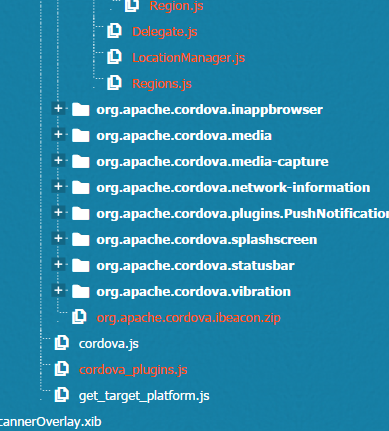 Region.js
Delegate.js
LocationManager.js
Regions.js
org.apache.cordova.inappbrowser
org.apache.cordova.media
org.apache.cordova.media-capture
org.apache.cordova.network-information
org.apache.cordova.plugins.PushNotification
org.apache.cordova.splashscreen
org.apache.cordova.statusbar
org.apache.cordova.vibration
org.apache.cordova.ibeacon.zip
cordova.js
cordova_plugins.js
get_target_platform.js
cannerOverlay.xib